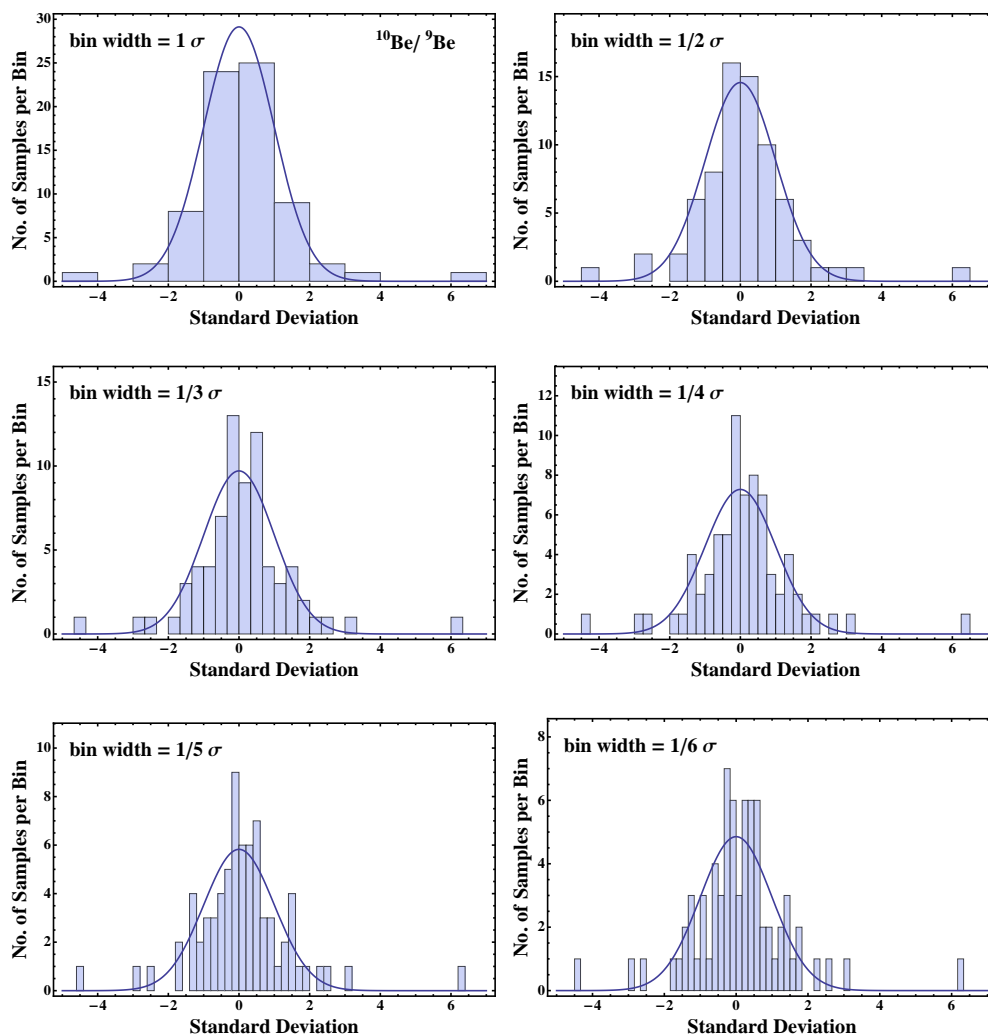 bin width = 1 σ
¹⁰Be/ ⁹Be
No. of Samples per Bin
30
25
20
15
10
5
0
−4 −2 0 2 4 6
Standard Deviation
bin width = 1/2 σ
No. of Samples per Bin
15
10
5
0
−4 −2 0 2 4 6
Standard Deviation
bin width = 1/3 σ
No. of Samples per Bin
15
10
5
0
−4 −2 0 2 4 6
Standard Deviation
bin width = 1/4 σ
No. of Samples per Bin
12
10
8
6
4
2
0
−4 −2 0 2 4 6
Standard Deviation
bin width = 1/5 σ
No. of Samples per Bin
10
8
6
4
2
0
−4 −2 0 2 4 6
Standard Deviation
bin width = 1/6 σ
No. of Samples per Bin
8
6
4
2
0
−4 −2 0 2 4 6
Standard Deviation